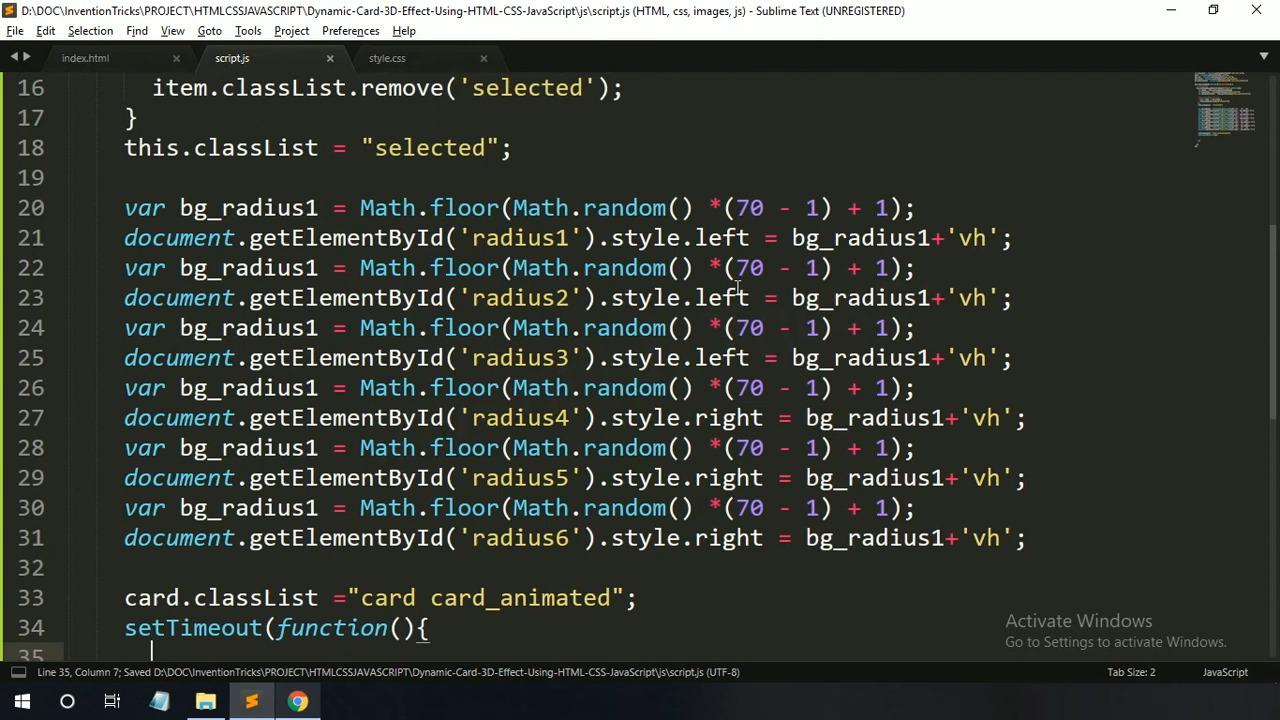 D:\DOC\InventionTricks\PROJECT\HTMLCSSJAVASCRIPT\Dynamic-Card-3D-Effect-Using-HTML-CSS-JavaScript\js\script.js (HTML, css, images, js) - Sublime Text (UNREGISTERED)
File Edit Selection Find View Goto Tools Project Preferences Help
index.html script.js style.css
16 item.classList.remove('selected');
17 }
18 this.classList = "selected";
19
20 var bg_radius1 = Math.floor(Math.random() *(70 - 1) + 1);
21 document.getElementById('radius1').style.left = bg_radius1+'vh';
22 var bg_radius1 = Math.floor(Math.random() *(70 - 1) + 1);
23 document.getElementById('radius2').style.left = bg_radius1+'vh';
24 var bg_radius1 = Math.floor(Math.random() *(70 - 1) + 1);
25 document.getElementById('radius3').style.left = bg_radius1+'vh';
26 var bg_radius1 = Math.floor(Math.random() *(70 - 1) + 1);
27 document.getElementById('radius4').style.right = bg_radius1+'vh';
28 var bg_radius1 = Math.floor(Math.random() *(70 - 1) + 1);
29 document.getElementById('radius5').style.right = bg_radius1+'vh';
30 var bg_radius1 = Math.floor(Math.random() *(70 - 1) + 1);
31 document.getElementById('radius6').style.right = bg_radius1+'vh';
32
33 card.classList ="card card_animated";
34 setTimeout(function(){
35
Activate Windows
Go to Settings to activate Windows.
Line 35, Column 7; Saved D:\DOC\InventionTricks\PROJECT\HTMLCSSJAVASCRIPT\Dynamic-Card-3D-Effect-Using-HTML-CSS-JavaScript\js\script.js (UTF-8) Tab Size: 2 JavaScript